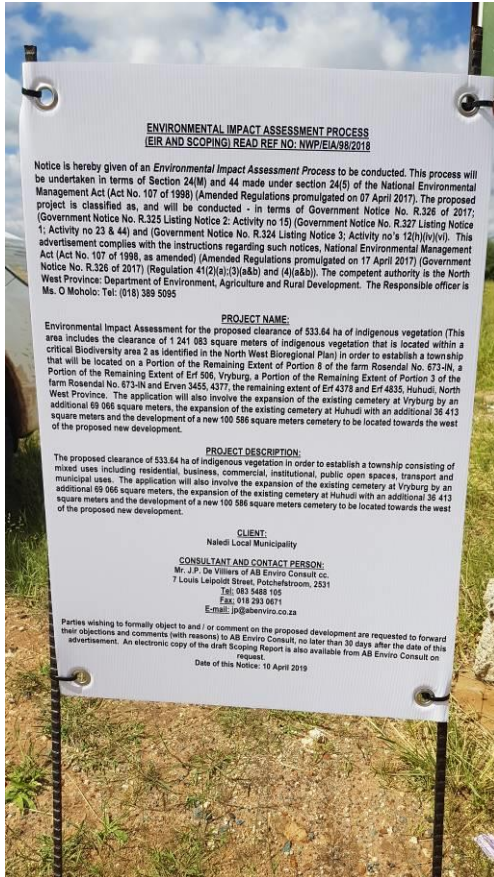 ENVIRONMENTAL IMPACT ASSESSMENT PROCESS
(EIR AND SCOPING) READ REF NO: NWP/EIA/98/2018
Notice is hereby given of an Environmental Impact Assessment Process to be conducted. This process will
be undertaken in terms of Section 24(M) and 44 made under section 24(5) of the National Environmental
Management Act (Act No. 107 of 1998) (Amended Regulations promulgated on 07 April 2017). The proposed
project is classified as, and will be conducted - in terms of Government Notice No. R.326 of 2017;
(Government Notice No. R.325 Listing Notice 2: Activity no 15) (Government Notice No. R.327 Listing Notice
1; Activity no 23 & 44) and (Government Notice No. R.324 Listing Notice 3; Activity no's 12(h)(iv)(vi). This
advertisement complies with the instructions regarding such notices, National Environmental Management
Act (Act No. 107 of 1998, as amended) (Amended Regulations promulgated on 17 April 2017) (Government
Notice No. R.326 of 2017) (Regulation 41(2)(a);(3)(a&b) and (4)(a&b)). The competent authority is the North
West Province: Department of Environment, Agriculture and Rural Development. The Responsible officer is
Ms. O Moholo: Tel: (018) 389 5095
PROJECT NAME:
Environmental Impact Assessment for the proposed clearance of 533.64 ha of indigenous vegetation (This
area includes the clearance of 1 241 083 square meters of indigenous vegetation that is located within a
critical Biodiversity area 2 as identified in the North West Bioregional Plan) in order to establish a township
that will be located on a Portion of the Remaining Extent of Portion 8 of the farm Rosendal No. 673-IN, a
Portion of the Remaining Extent of Erf 506, Vryburg, a Portion of the Remaining Extent of Portion 3 of the
farm Rosendal No. 673-IN and Erven 3455, 4377, the remaining extent of Erf 4378 and Erf 4835, Huhudi, North
West Province. The application will also involve the expansion of the existing cemetery at Vryburg by an
additional 69 066 square meters, the expansion of the existing cemetery at Huhudi with an additional 36 413
square meters and the development of a new 100 586 square meters cemetery to be located towards the west
of the proposed new development.
PROJECT DESCRIPTION:
The proposed clearance of 533.64 ha of indigenous vegetation in order to establish a township consisting of
mixed uses including residential, business, commercial, institutional, public open spaces, transport and
municipal uses. The application will also involve the expansion of the existing cemetery at Vryburg by an
additional 69 066 square meters, the expansion of the existing cemetery at Huhudi with an additional 36 413
square meters and the development of a new 100 586 square meters cemetery to be located towards the west
of the proposed new development.
CLIENT:
Naledi Local Municipality
CONSULTANT AND CONTACT PERSON:
Mr. J.P. De Villiers of AB Enviro Consult cc.
7 Louis Leipoldt Street, Potchefstroom, 2531
Tel: 083 5488 105
Fax: 018 293 0671
E-mail: jp@abenviro.co.za
Parties wishing to formally object to and / or comment on the proposed development are requested to forward
their objections and comments (with reasons) to AB Enviro Consult, no later than 30 days after the date of this
advertisement. An electronic copy of the draft Scoping Report is also available from AB Enviro Consult on
request.
Date of this Notice: 10 April 2019